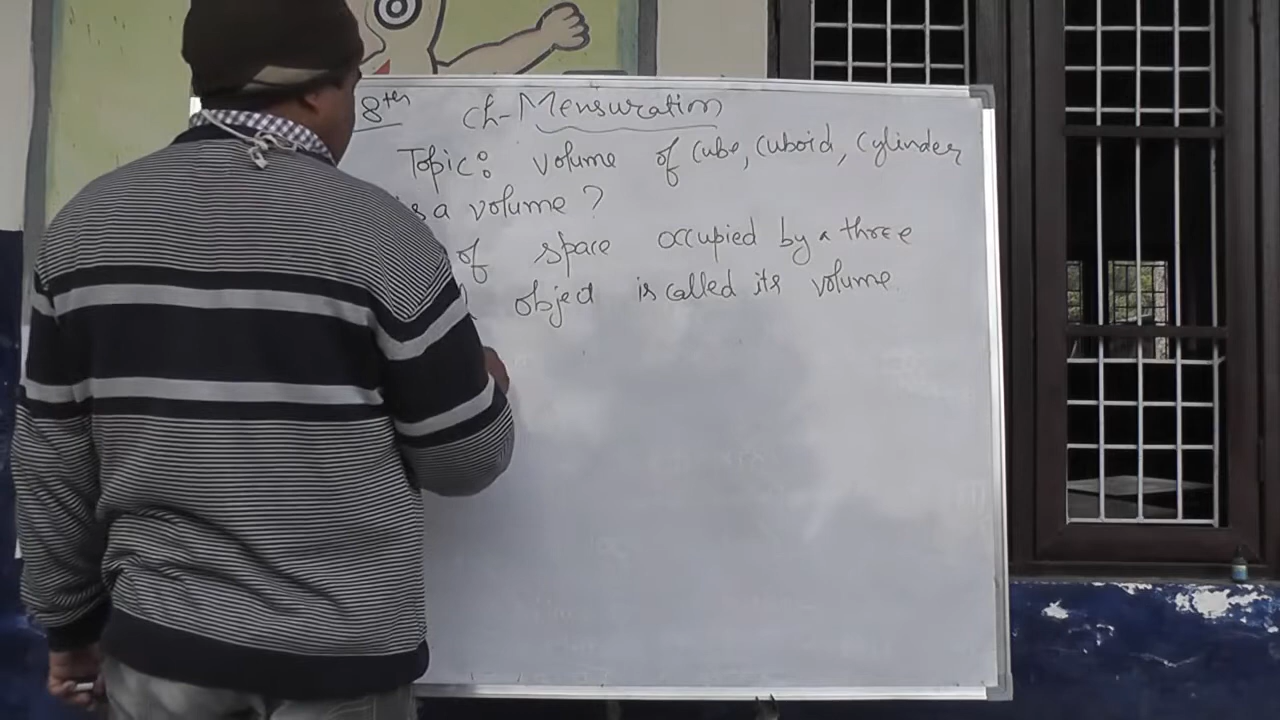 8th ch-Mensuration
Topic: volume of cube, cuboid, cylinder
is a volume ?
of space occupied by a three
object is called its volume.